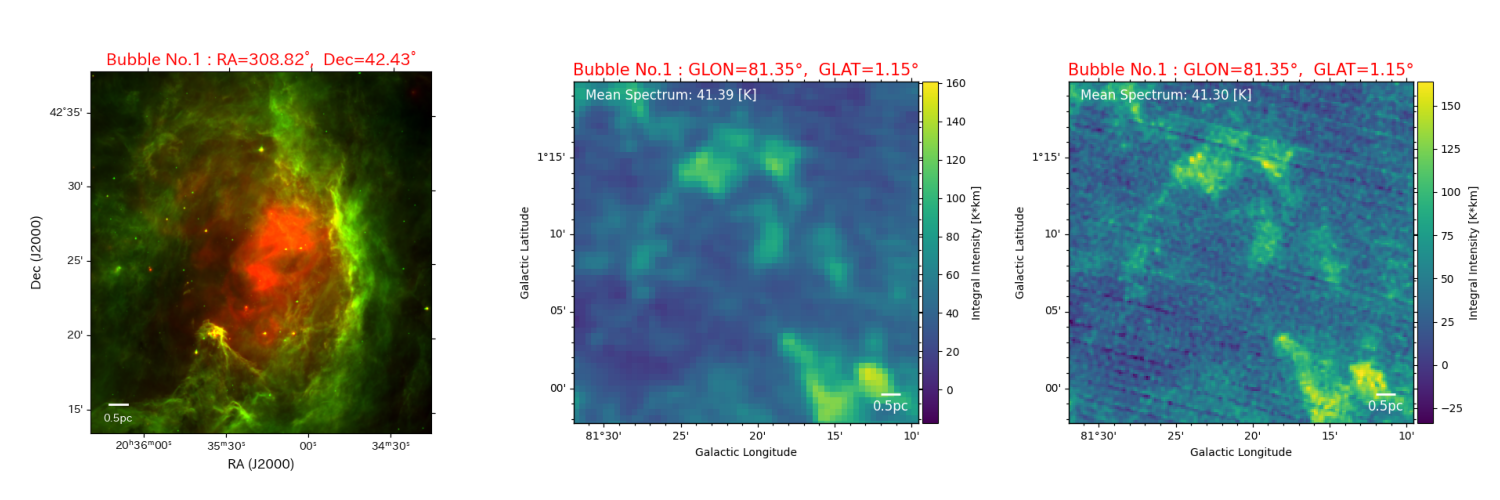 Bubble No.1 : RA=308.82°, Dec=42.43°
42°35'
30'
25'
20'
15'
Dec (J2000)
0.5pc
20ʰ36ᵐ00ˢ
35ᵐ30ˢ
00ˢ
34ᵐ30ˢ
RA (J2000)
Bubble No.1 : GLON=81.35°, GLAT=1.15°
Mean Spectrum: 41.39 [K]
1°15'
10'
05'
00'
Galactic Latitude
0.5pc
81°30'
25'
20'
15'
10'
Galactic Longitude
160
140
120
100
80
60
40
20
0
Integral Intensity [K*km]
Bubble No.1 : GLON=81.35°, GLAT=1.15°
Mean Spectrum: 41.30 [K]
1°15'
10'
05'
00'
Galactic Latitude
0.5pc
81°30'
25'
20'
15'
10'
Galactic Longitude
150
125
100
75
50
25
0
−25
Integral Intensity [K*km]